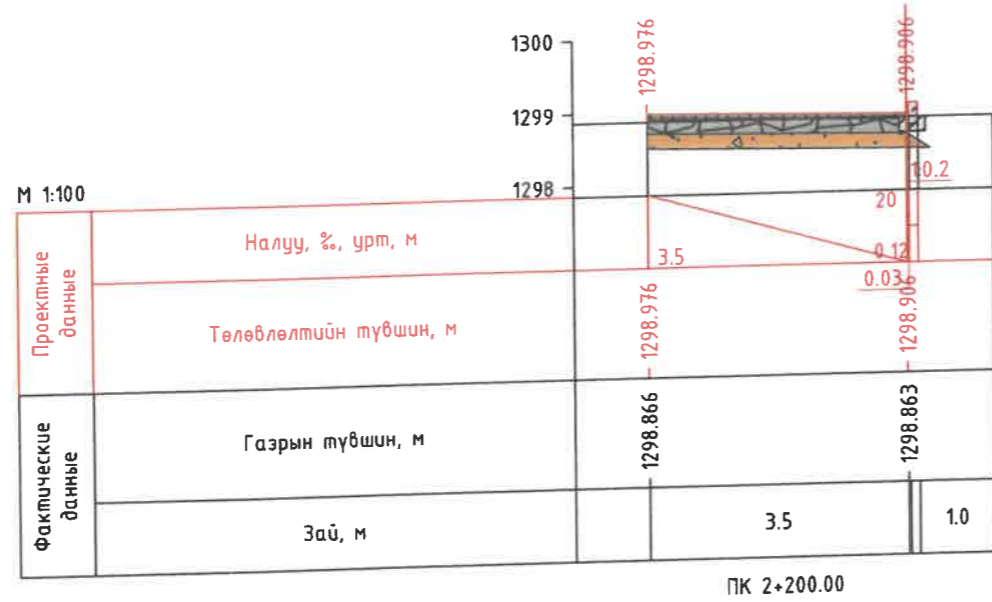 1300
1298.976
1298.906
1299
1:0.2
М 1:100
1298
20
Проектные данные
Налуу, ‰, урт, м
3.5
0.12
0.03
Төлөвлөлтийн түвшин, м
1298.976
1298.906
Фактические данные
Газрын түвшин, м
1298.866
1298.863
Зай, м
3.5
1.0
ПК 2+200.00